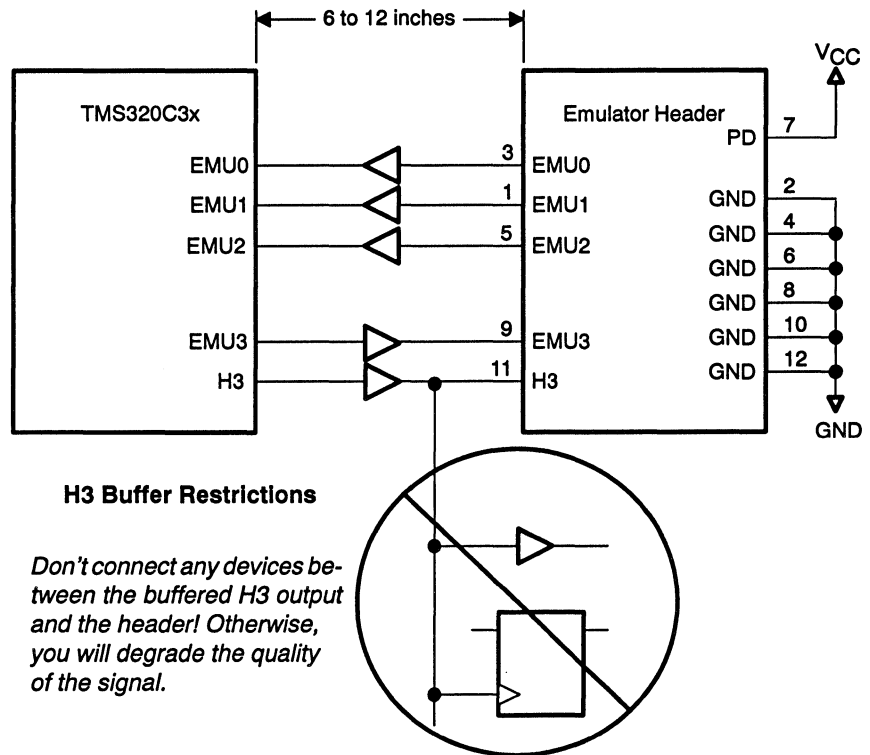 6 to 12 inches
VCC
TMS320C3x
Emulator Header
PD 7
EMU0 3 EMU0
EMU1 1 EMU1
EMU2 5 EMU2
EMU3 9 EMU3
H3 11 H3
GND 2
GND 4
GND 6
GND 8
GND 10
GND 12
GND
H3 Buffer Restrictions
Don't connect any devices be-
tween the buffered H3 output
and the header! Otherwise,
you will degrade the quality
of the signal.